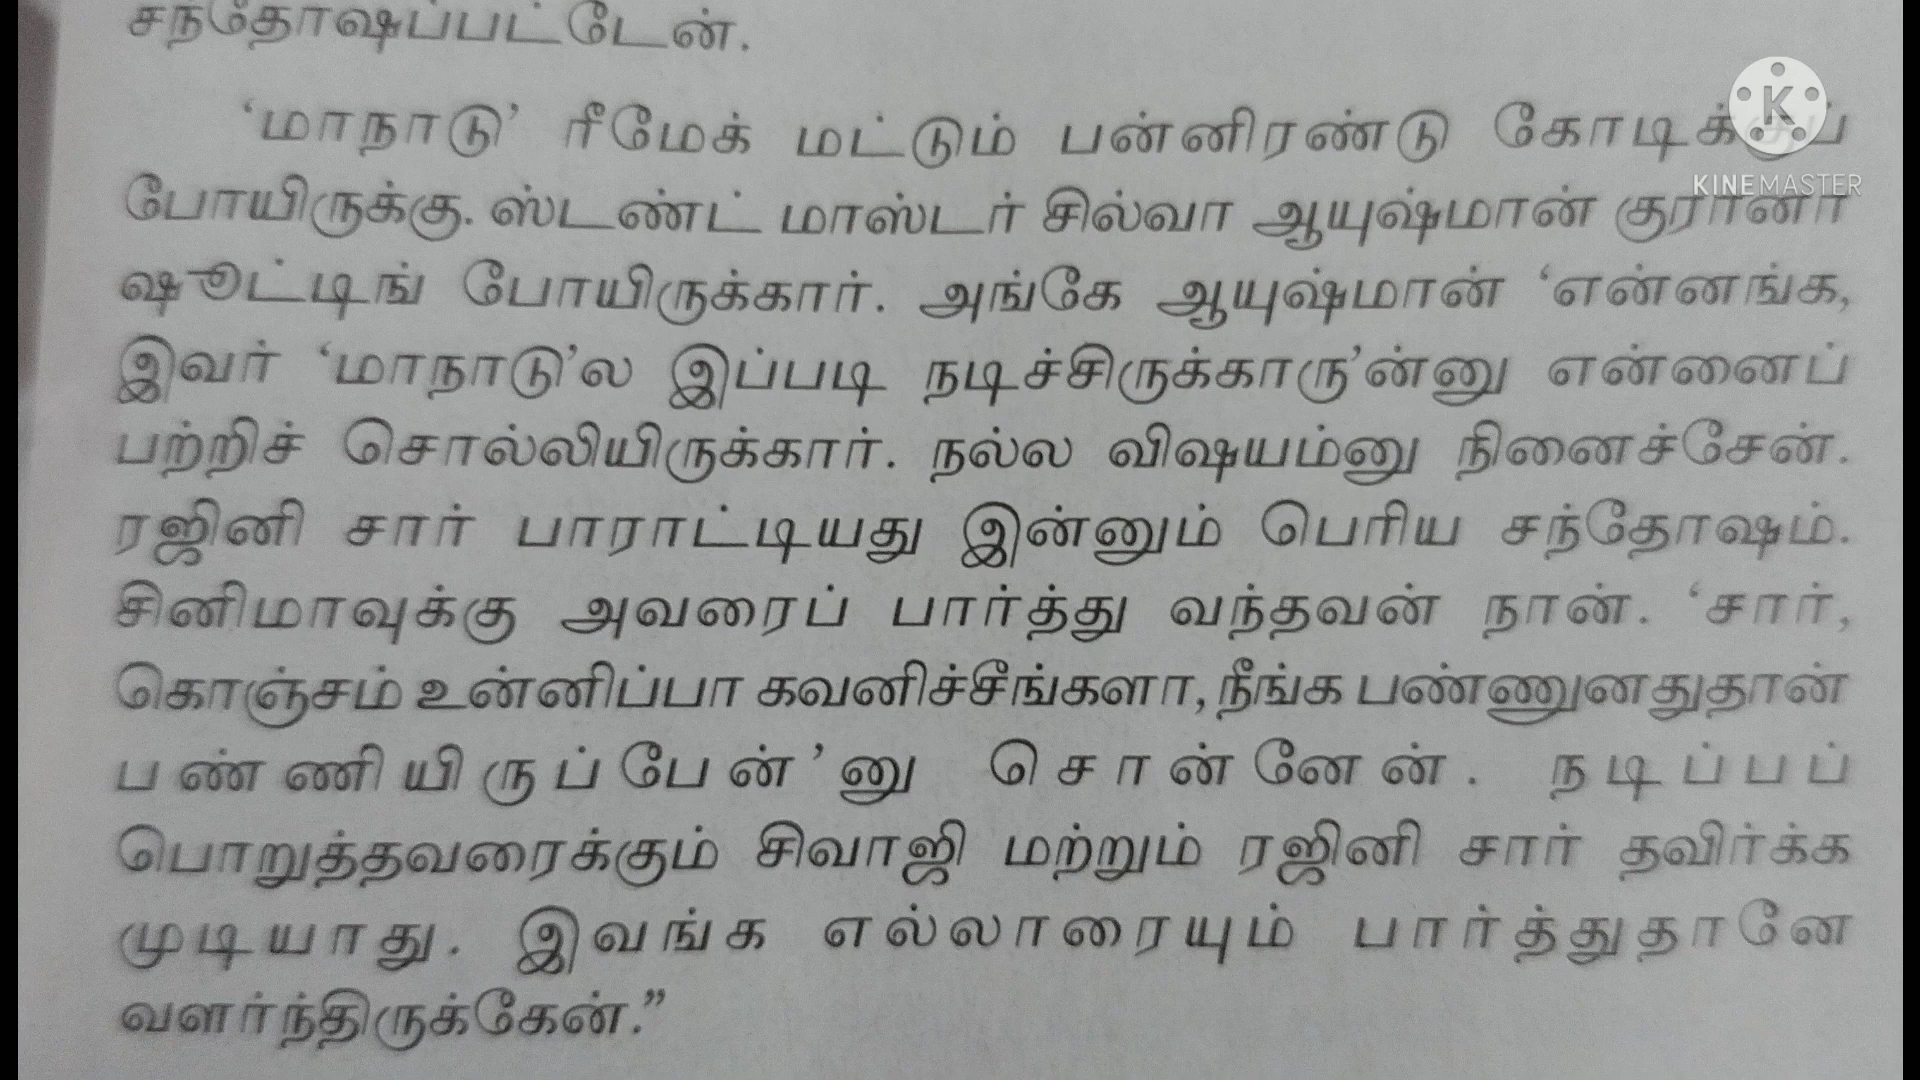 சந்தோஷப்பட்டேன்.
‘மாநாடு’ ரீமேக் மட்டும் பன்னிரண்டு கோடிக்குப்
போயிருக்கு. ஸ்டண்ட் மாஸ்டர் சில்வா ஆயுஷ்மான் குரானா
ஷூட்டிங் போயிருக்கார். அங்கே ஆயுஷ்மான் ‘என்னங்க,
இவர் ‘மாநாடு’ல இப்படி நடிச்சிருக்காரு’ன்னு என்னைப்
பற்றிச் சொல்லியிருக்கார். நல்ல விஷயம்னு நினைச்சேன்.
ரஜினி சார் பாராட்டியது இன்னும் பெரிய சந்தோஷம்.
சினிமாவுக்கு அவரைப் பார்த்து வந்தவன் நான். ‘சார்,
கொஞ்சம் உன்னிப்பா கவனிச்சீங்களா, நீங்க பண்ணுனதுதான்
பண்ணியிருப்பேன்’னு சொன்னேன். நடிப்பப்
பொறுத்தவரைக்கும் சிவாஜி மற்றும் ரஜினி சார் தவிர்க்க
முடியாது. இவங்க எல்லாரையும் பார்த்துதானே
வளர்ந்திருக்கேன்.”
KINEMASTER